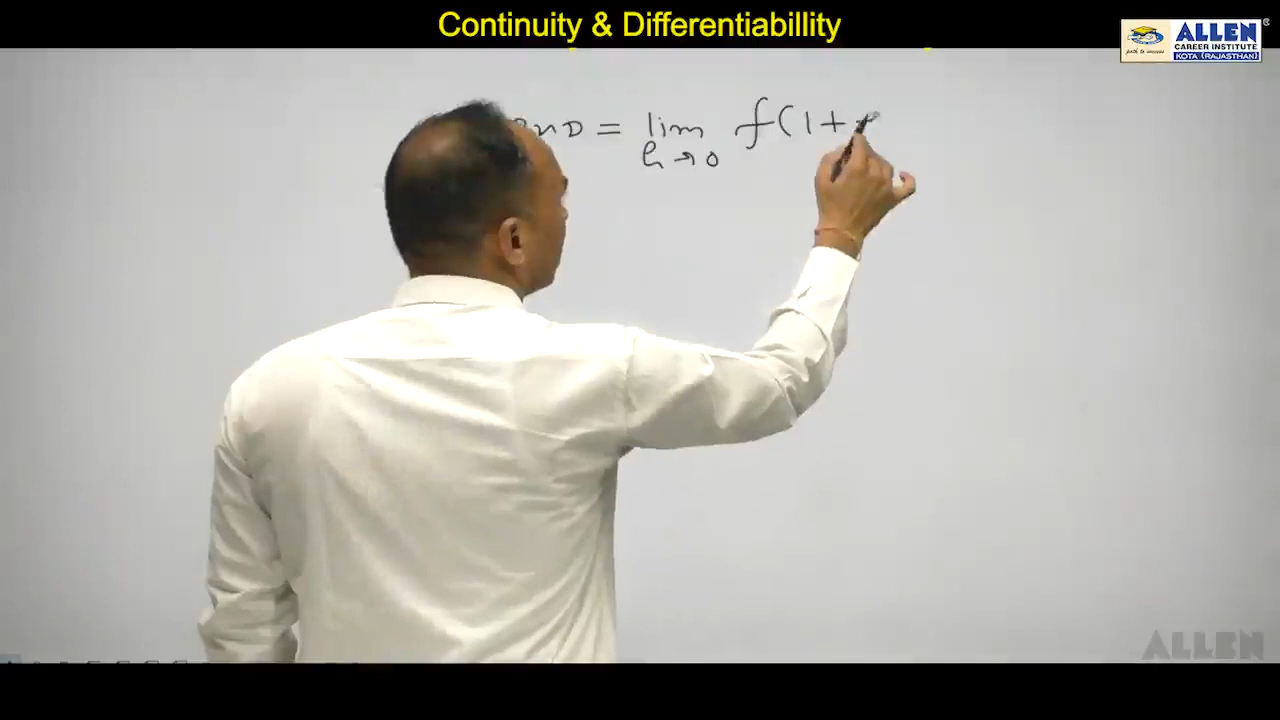 Continuity & Differentiabillity
ALLEN
CAREER INSTITUTE
KOTA (RAJASTHAN)
= lim f(1+
h→0
ALLEN